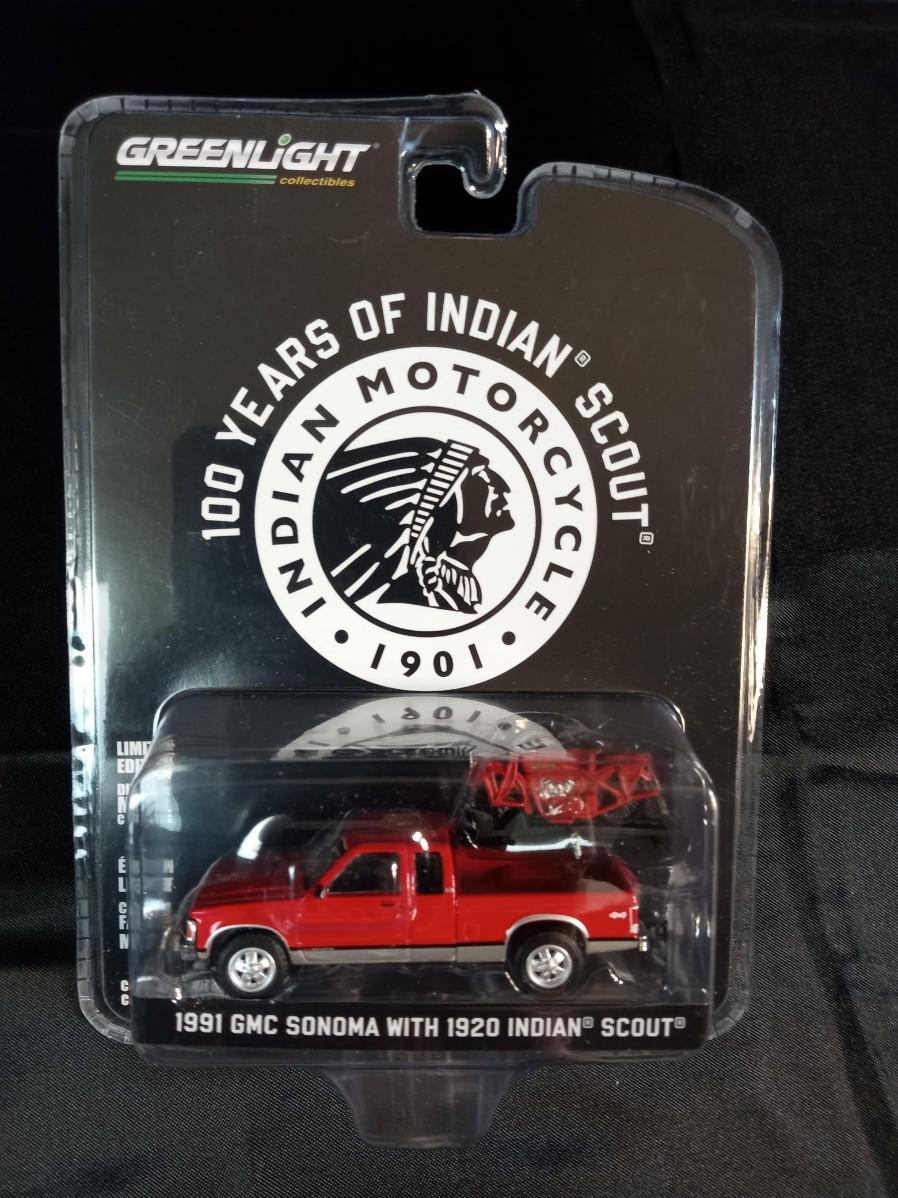 GREENLiGHT®
collectibles
100 YEARS OF INDIAN® SCOUT®
INDIAN MOTORCYCLE
• 1901 •
1991 GMC SONOMA WITH 1920 INDIAN® SCOUT®